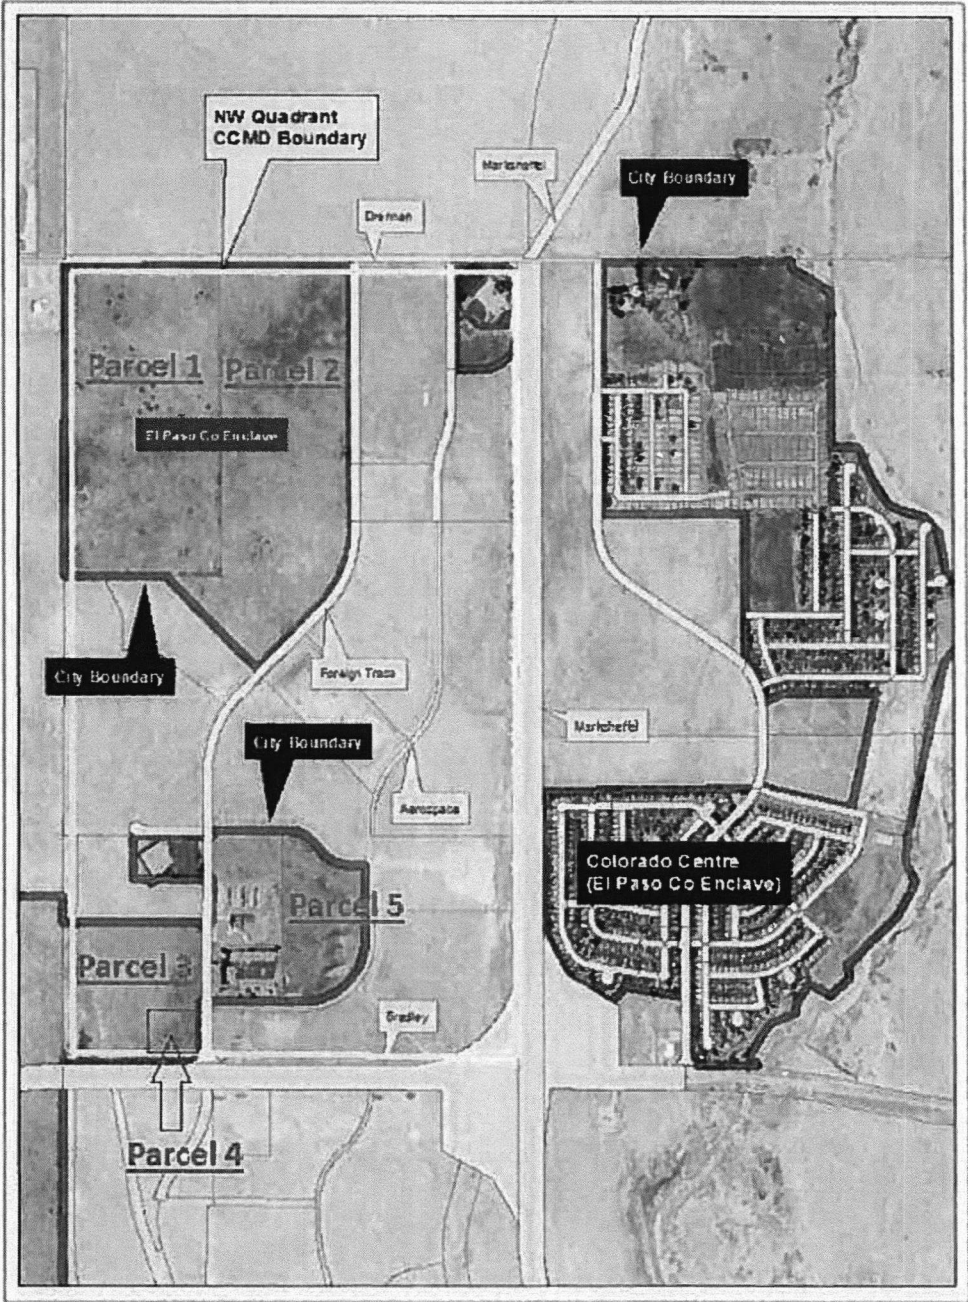 NW Quadrant
CCMD Boundary
Marksheffel
City Boundary
Drennan
Parcel 1
Parcel 2
El Paso Co Enclave
City Boundary
Foreign Trade
City Boundary
Marksheffel
Aerospace
Colorado Centre
(El Paso Co Enclave)
Parcel 5
Parcel 3
Bradley
Parcel 4